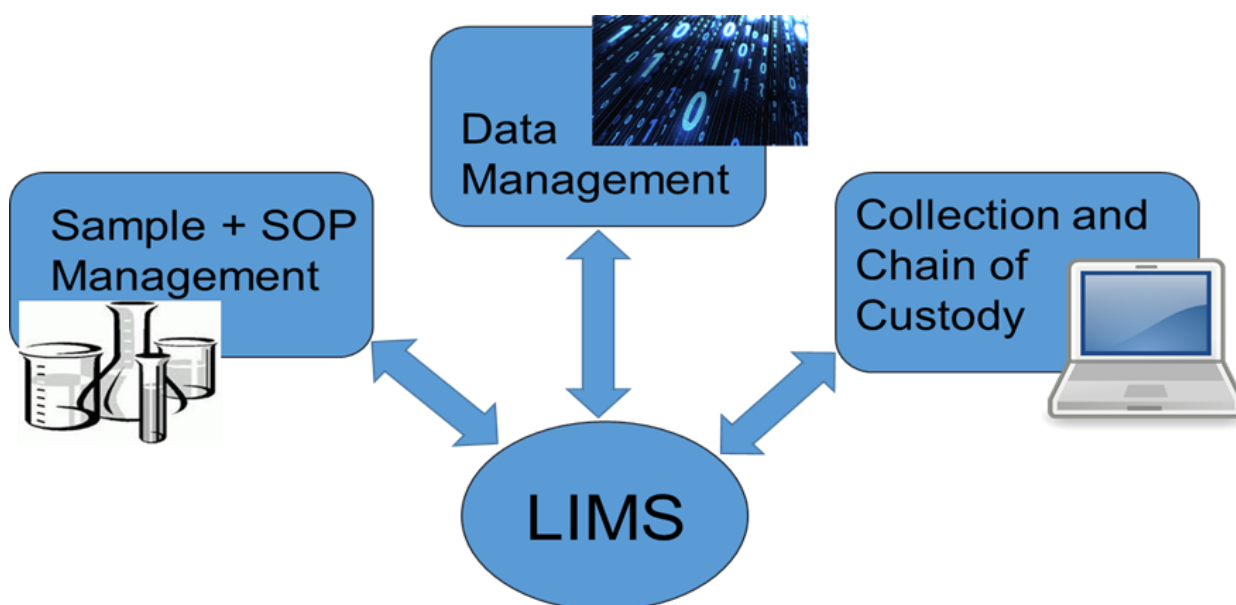 Data
Management
Sample + SOP
Management
Collection and
Chain of
Custody
LIMS